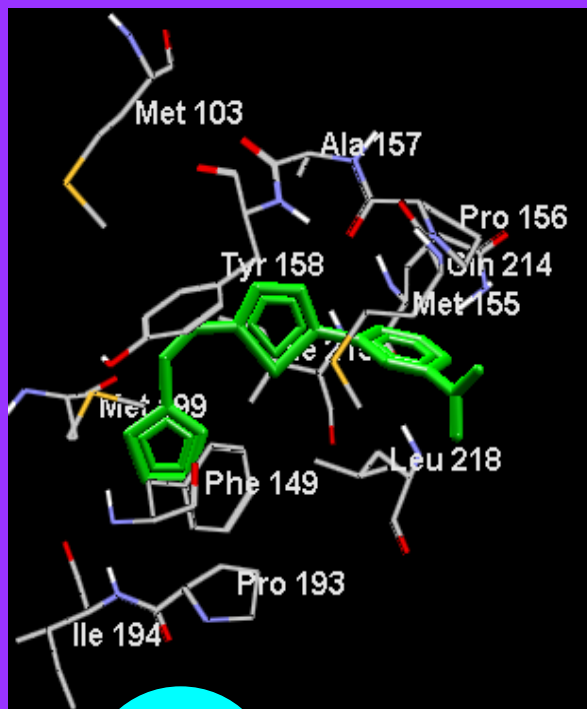 Met 103
Ala 157
Pro 156
Tyr 158
Gln 214
Met 155
Met 199
Leu 218
Phe 149
Pro 193
Ile 194